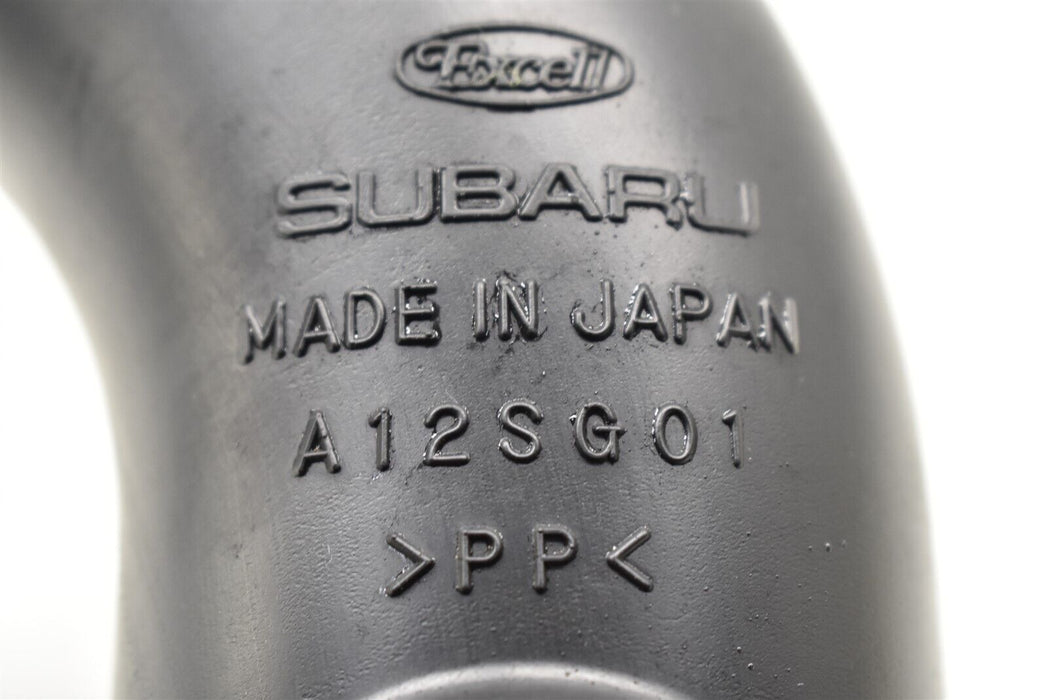 Excell
SUBARU
MADE IN JAPAN
A12SG01
>PP<